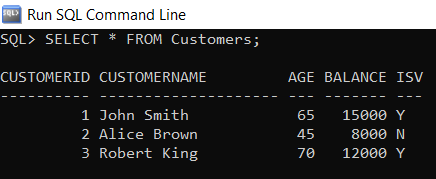 Run SQL Command Line
SQL> SELECT * FROM Customers;
CUSTOMERID CUSTOMERNAME         AGE BALANCE ISV
---------- -------------------- --- ------- ---
         1 John Smith            65   15000 Y
         2 Alice Brown           45    8000 N
         3 Robert King           70   12000 Y